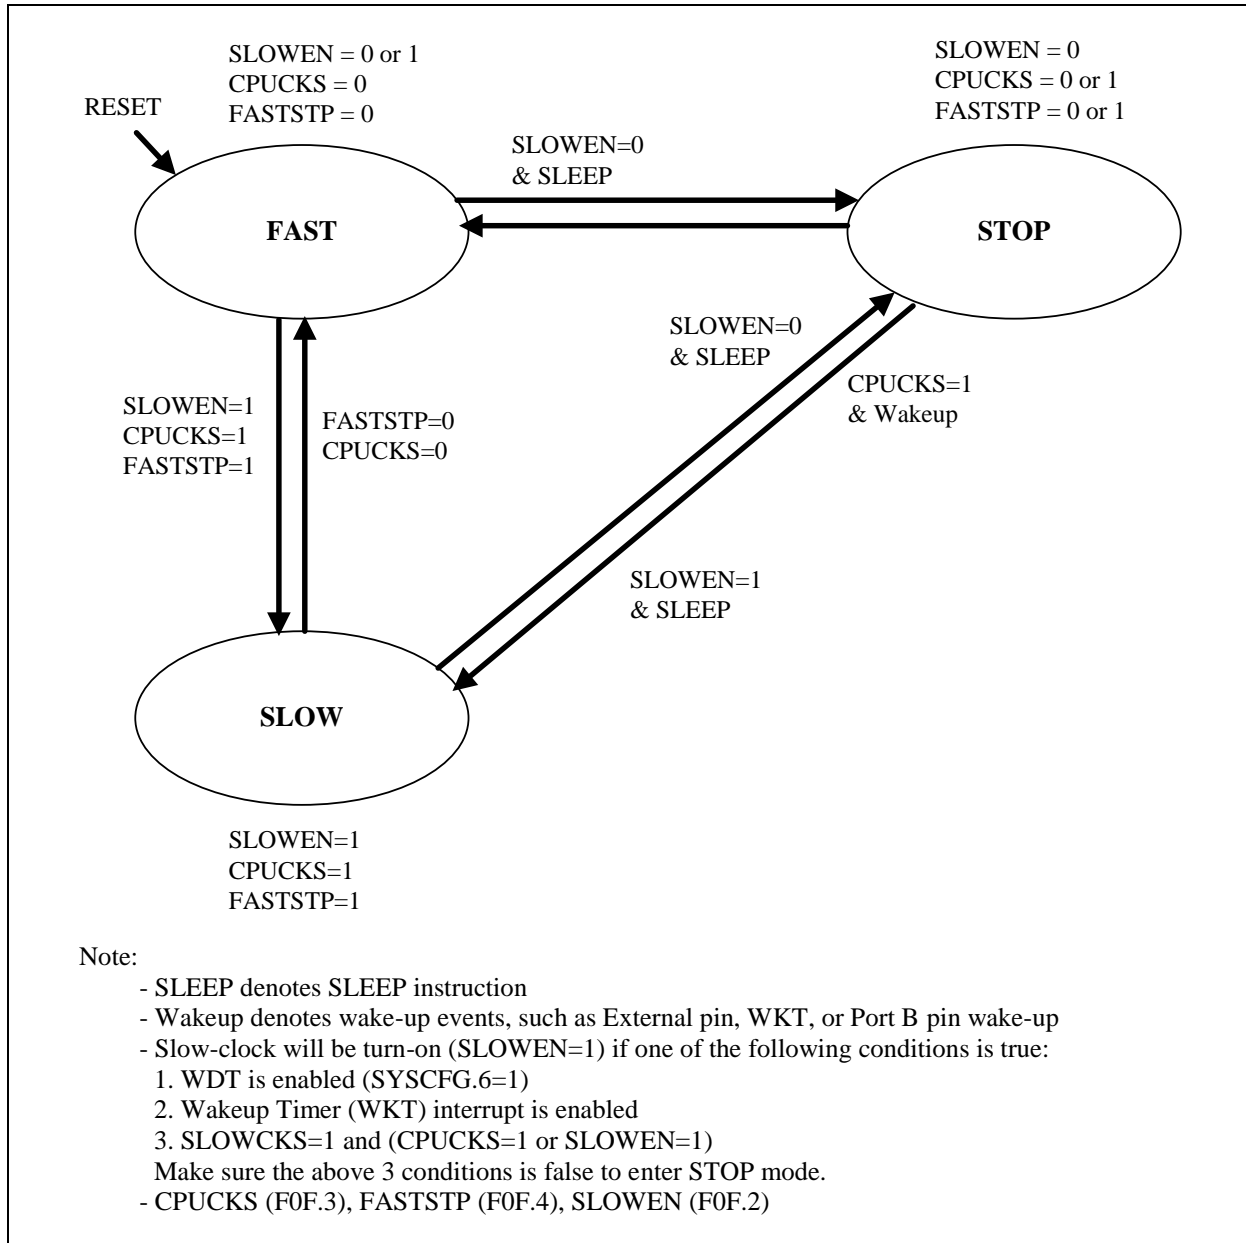 SLOWEN = 0 or 1
CPUCKS = 0
FASTSTP = 0
SLOWEN = 0
CPUCKS = 0 or 1
FASTSTP = 0 or 1
RESET
SLOWEN=0
& SLEEP
FAST
STOP
SLOWEN=0
& SLEEP
CPUCKS=1
& Wakeup
SLOWEN=1
CPUCKS=1
FASTSTP=1
FASTSTP=0
CPUCKS=0
SLOWEN=1
& SLEEP
SLOW
SLOWEN=1
CPUCKS=1
FASTSTP=1
Note:
- SLEEP denotes SLEEP instruction
- Wakeup denotes wake-up events, such as External pin, WKT, or Port B pin wake-up
- Slow-clock will be turn-on (SLOWEN=1) if one of the following conditions is true:
1. WDT is enabled (SYSCFG.6=1)
2. Wakeup Timer (WKT) interrupt is enabled
3. SLOWCKS=1 and (CPUCKS=1 or SLOWEN=1)
Make sure the above 3 conditions is false to enter STOP mode.
- CPUCKS (F0F.3), FASTSTP (F0F.4), SLOWEN (F0F.2)